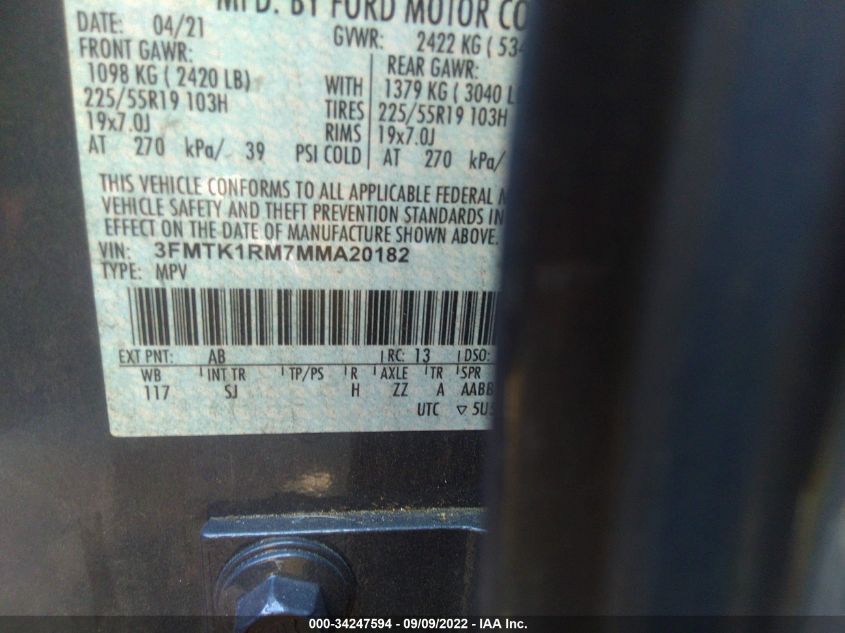 MFD. BY FORD MOTOR CO
DATE: 04/21
GVWR: 2422 KG ( 534
FRONT GAWR:
1098 KG ( 2420 LB)
225/55R19 103H
19x7.0J
AT 270 kPa/ 39 PSI COLD
WITH
TIRES
RIMS
REAR GAWR:
1379 KG ( 3040 L
225/55R19 103H
19x7.0J
AT 270 kPa/
THIS VEHICLE CONFORMS TO ALL APPLICABLE FEDERAL
VEHICLE SAFETY AND THEFT PREVENTION STANDARDS IN
EFFECT ON THE DATE OF MANUFACTURE SHOWN ABOVE.
VIN: 3FMTK1RM7MMA20182
TYPE: MPV
EXT PNT: AB RC: 13 DSO:
WB INT TR TP/PS R AXLE TR SPR
117 SJ H ZZ A AABB
UTC ▽ 5U5
000-34247594 - 09/09/2022 - IAA Inc.